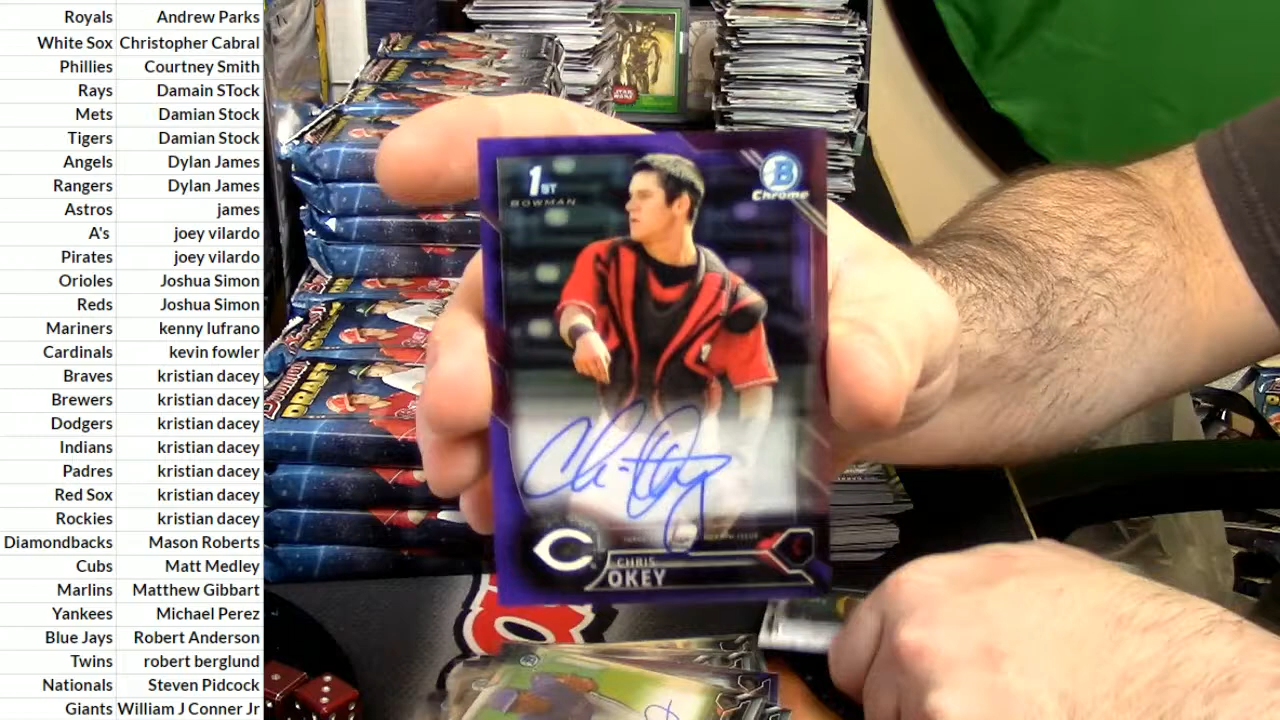 Royals Andrew Parks
White Sox Christopher Cabral
Phillies Courtney Smith
Rays Damain STock
Mets Damian Stock
Tigers Damian Stock
Angels Dylan James
Rangers Dylan James
Astros james
A's joey vilardo
Pirates joey vilardo
Orioles Joshua Simon
Reds Joshua Simon
Mariners kenny lufrano
Cardinals kevin fowler
Braves kristian dacey
Brewers kristian dacey
Dodgers kristian dacey
Indians kristian dacey
Padres kristian dacey
Red Sox kristian dacey
Rockies kristian dacey
Diamondbacks Mason Roberts
Cubs Matt Medley
Marlins Matthew Gibbart
Yankees Michael Perez
Blue Jays Robert Anderson
Twins robert berglund
Nationals Steven Pidcock
Giants William J Conner Jr
1ST
BOWMAN
B
Chrome
C
CHRIS
OKEY
STAR
WARS
BOWMAN
DRAFT
B